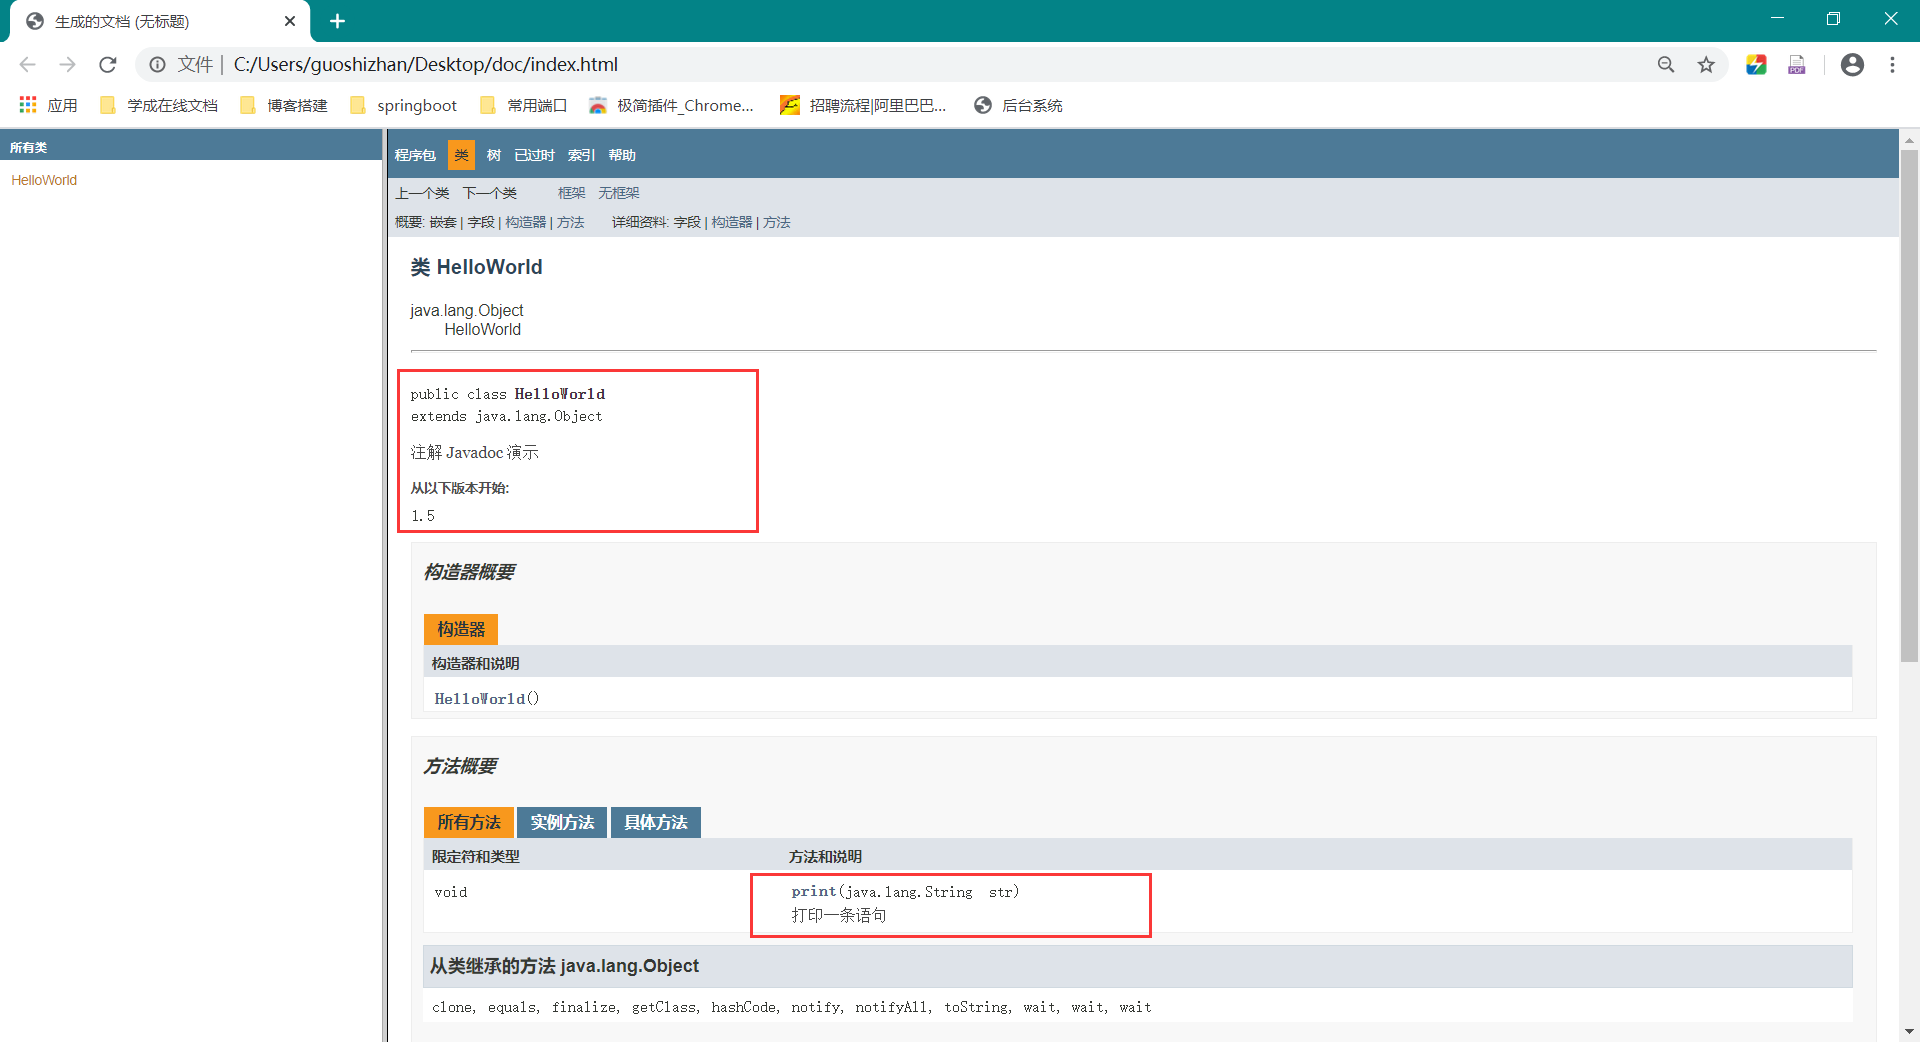 生成的文档 (无标题)
文件 | C:/Users/guoshizhan/Desktop/doc/index.html
应用 学成在线文档 博客搭建 springboot 常用端口 极简插件_Chrome... 招聘流程|阿里巴巴... 后台系统
所有类
HelloWorld
程序包 类 树 已过时 索引 帮助
上一个类 下一个类 框架 无框架
概要: 嵌套 | 字段 | 构造器 | 方法 详细资料: 字段 | 构造器 | 方法
类 HelloWorld
java.lang.Object
HelloWorld
public class HelloWorld
extends java.lang.Object
注解 Javadoc 演示
从以下版本开始:
1.5
构造器概要
构造器
构造器和说明
HelloWorld()
方法概要
所有方法 实例方法 具体方法
限定符和类型 方法和说明
void print(java.lang.String str)
打印一条语句
从类继承的方法 java.lang.Object
clone, equals, finalize, getClass, hashCode, notify, notifyAll, toString, wait, wait, wait